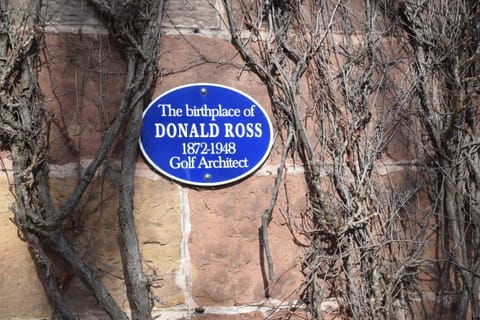 The birthplace of
DONALD ROSS
1872-1948
Golf Architect